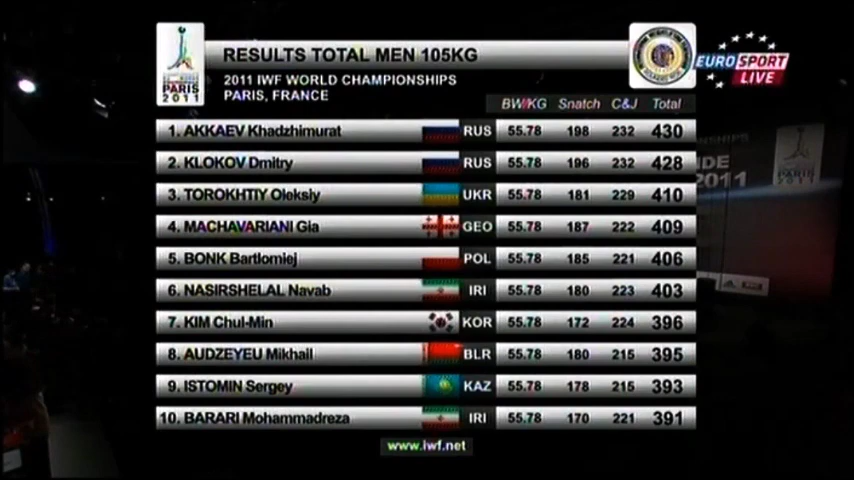 RESULTS TOTAL MEN 105KG
2011 IWF WORLD CHAMPIONSHIPS
PARIS, FRANCE
PARIS
2011
EUROSPORT
LIVE
BW/KG Snatch C&J Total
1. AKKAEV Khadzhimurat RUS 55.78 198 232 430
2. KLOKOV Dmitry RUS 55.78 196 232 428
3. TOROKHTIY Oleksiy UKR 55.78 181 229 410
4. MACHAVARIANI Gia GEO 55.78 187 222 409
5. BONK Bartlomiej POL 55.78 185 221 406
6. NASIRSHELAL Navab IRI 55.78 180 223 403
7. KIM Chul-Min KOR 55.78 172 224 396
8. AUDZEYEU Mikhail BLR 55.78 180 215 395
9. ISTOMIN Sergey KAZ 55.78 178 215 393
10. BARARI Mohammadreza IRI 55.78 170 221 391
www.iwf.net
2011
PARIS
2011